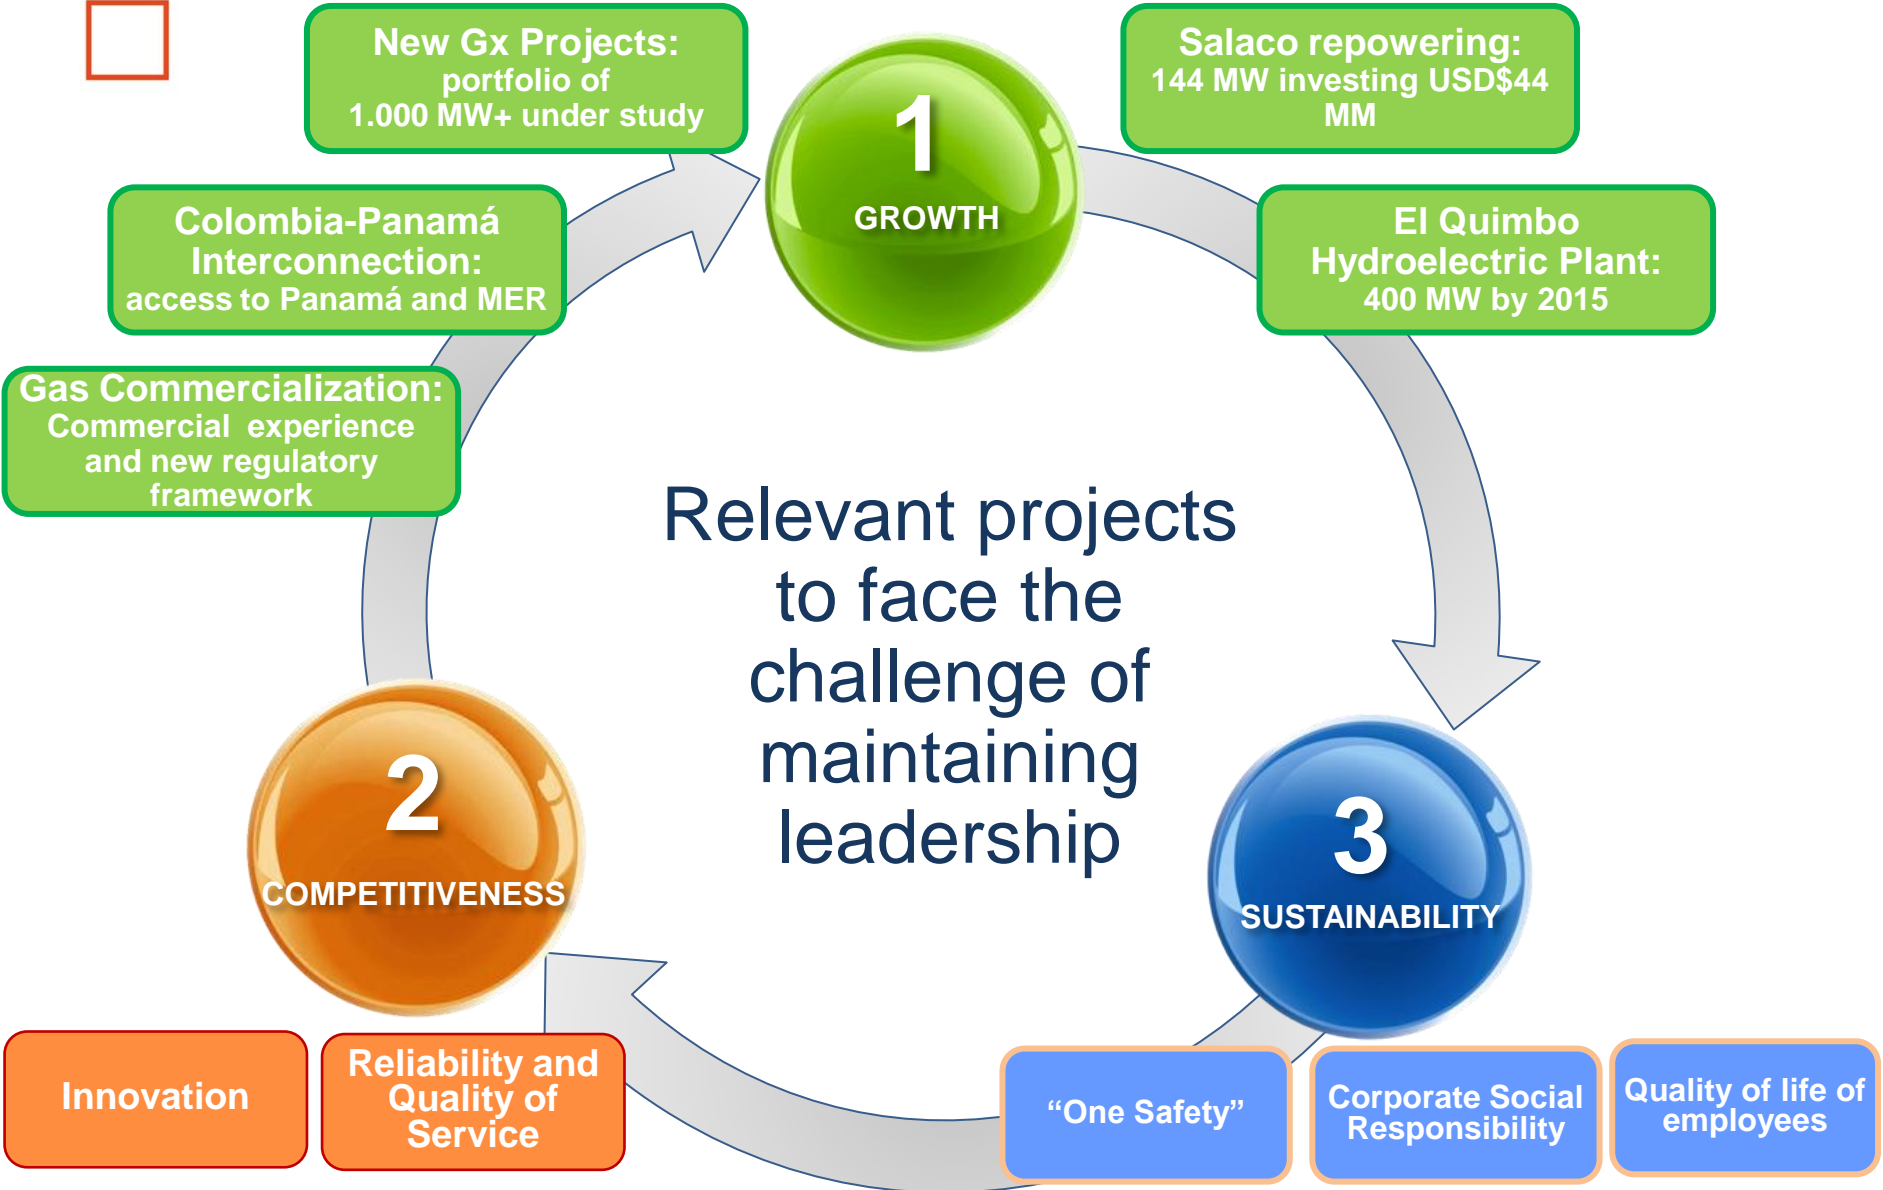 New Gx Projects:
portfolio of
1.000 MW+ under study
Salaco repowering:
144 MW investing USD$44
MM
1
GROWTH
Colombia-Panamá
Interconnection:
access to Panamá and MER
El Quimbo
Hydroelectric Plant:
400 MW by 2015
Gas Commercialization:
Commercial experience
and new regulatory
framework
Relevant projects
to face the
challenge of
maintaining
leadership
2
COMPETITIVENESS
3
SUSTAINABILITY
Innovation
Reliability and
Quality of
Service
“One Safety”
Corporate Social
Responsibility
Quality of life of
employees